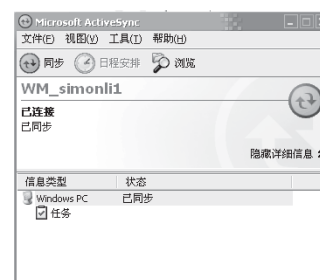 Microsoft ActiveSync
文件(F) 视图(V) 工具(T) 帮助(H)
同步 日程安排 浏览
WM_simonli1
已连接
已同步
隐藏详细信息
信息类型 状态
Windows PC 已同步
任务